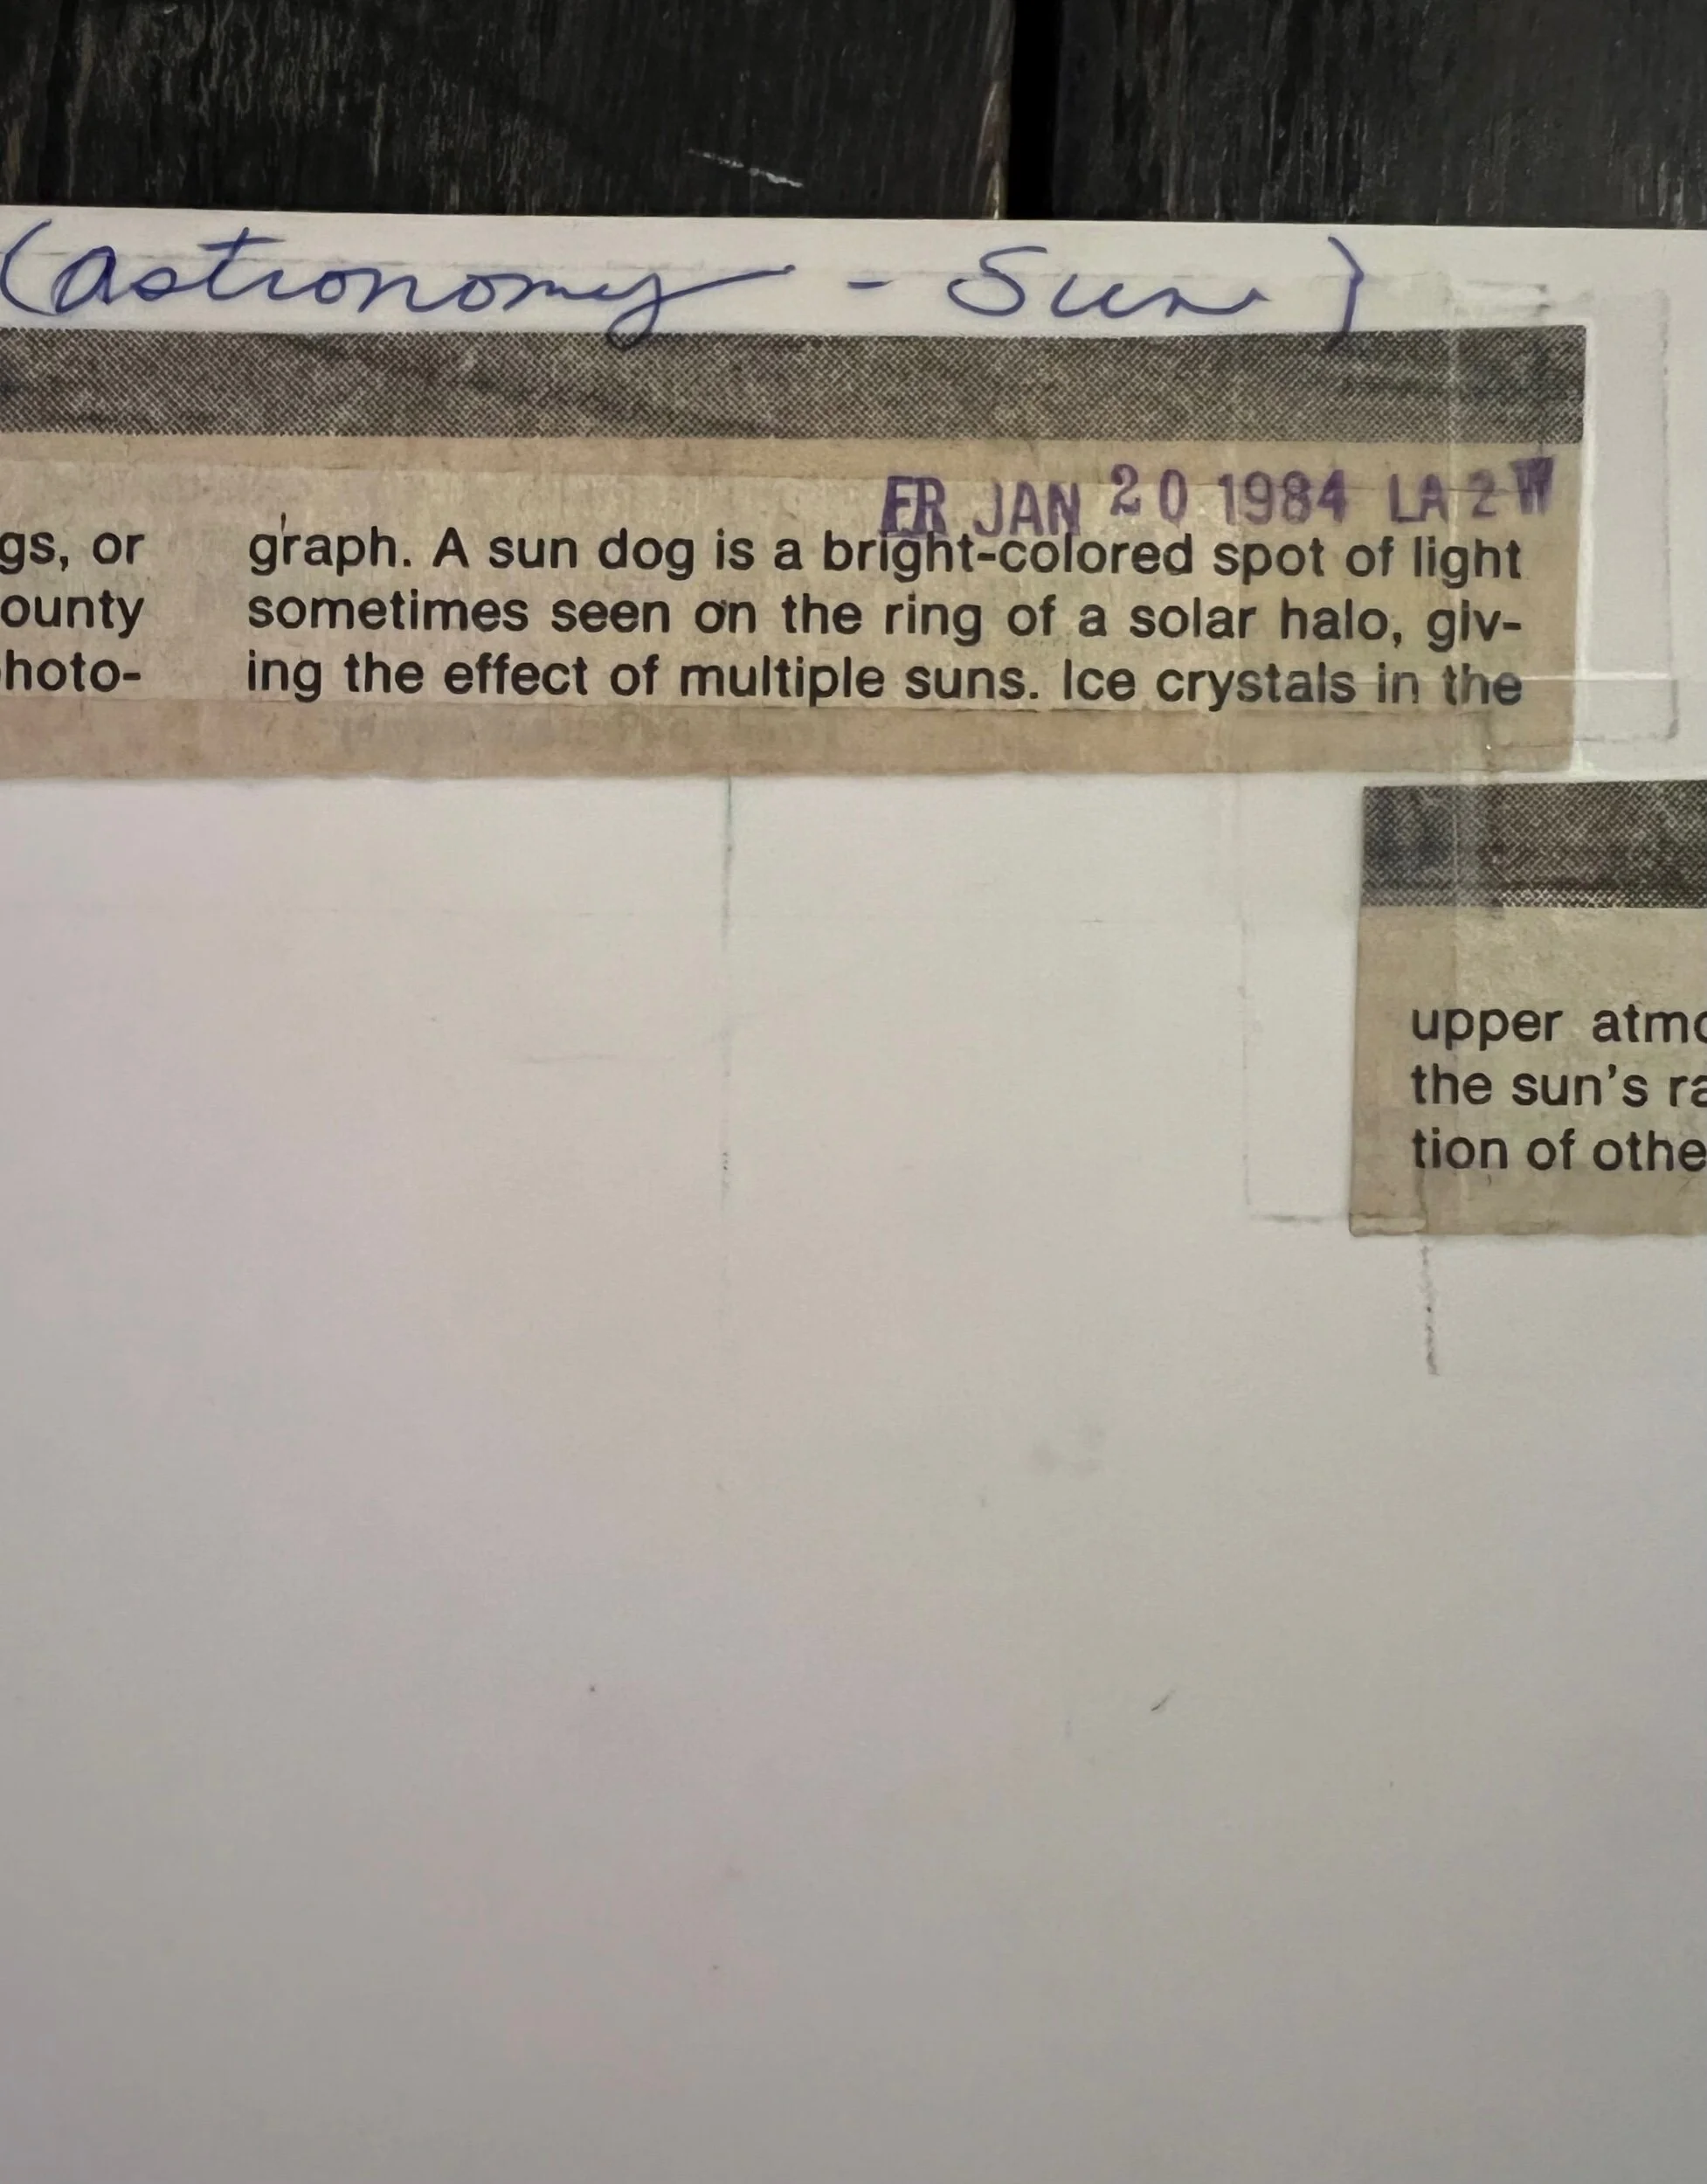 (astronomy - Sun)
ER JAN 20 1984 LA 2 W
gs, or
ounty
hoto-
graph. A sun dog is a bright-colored spot of light
sometimes seen on the ring of a solar halo, giv-
ing the effect of multiple suns. Ice crystals in the
upper atmo
the sun's ra
tion of othe